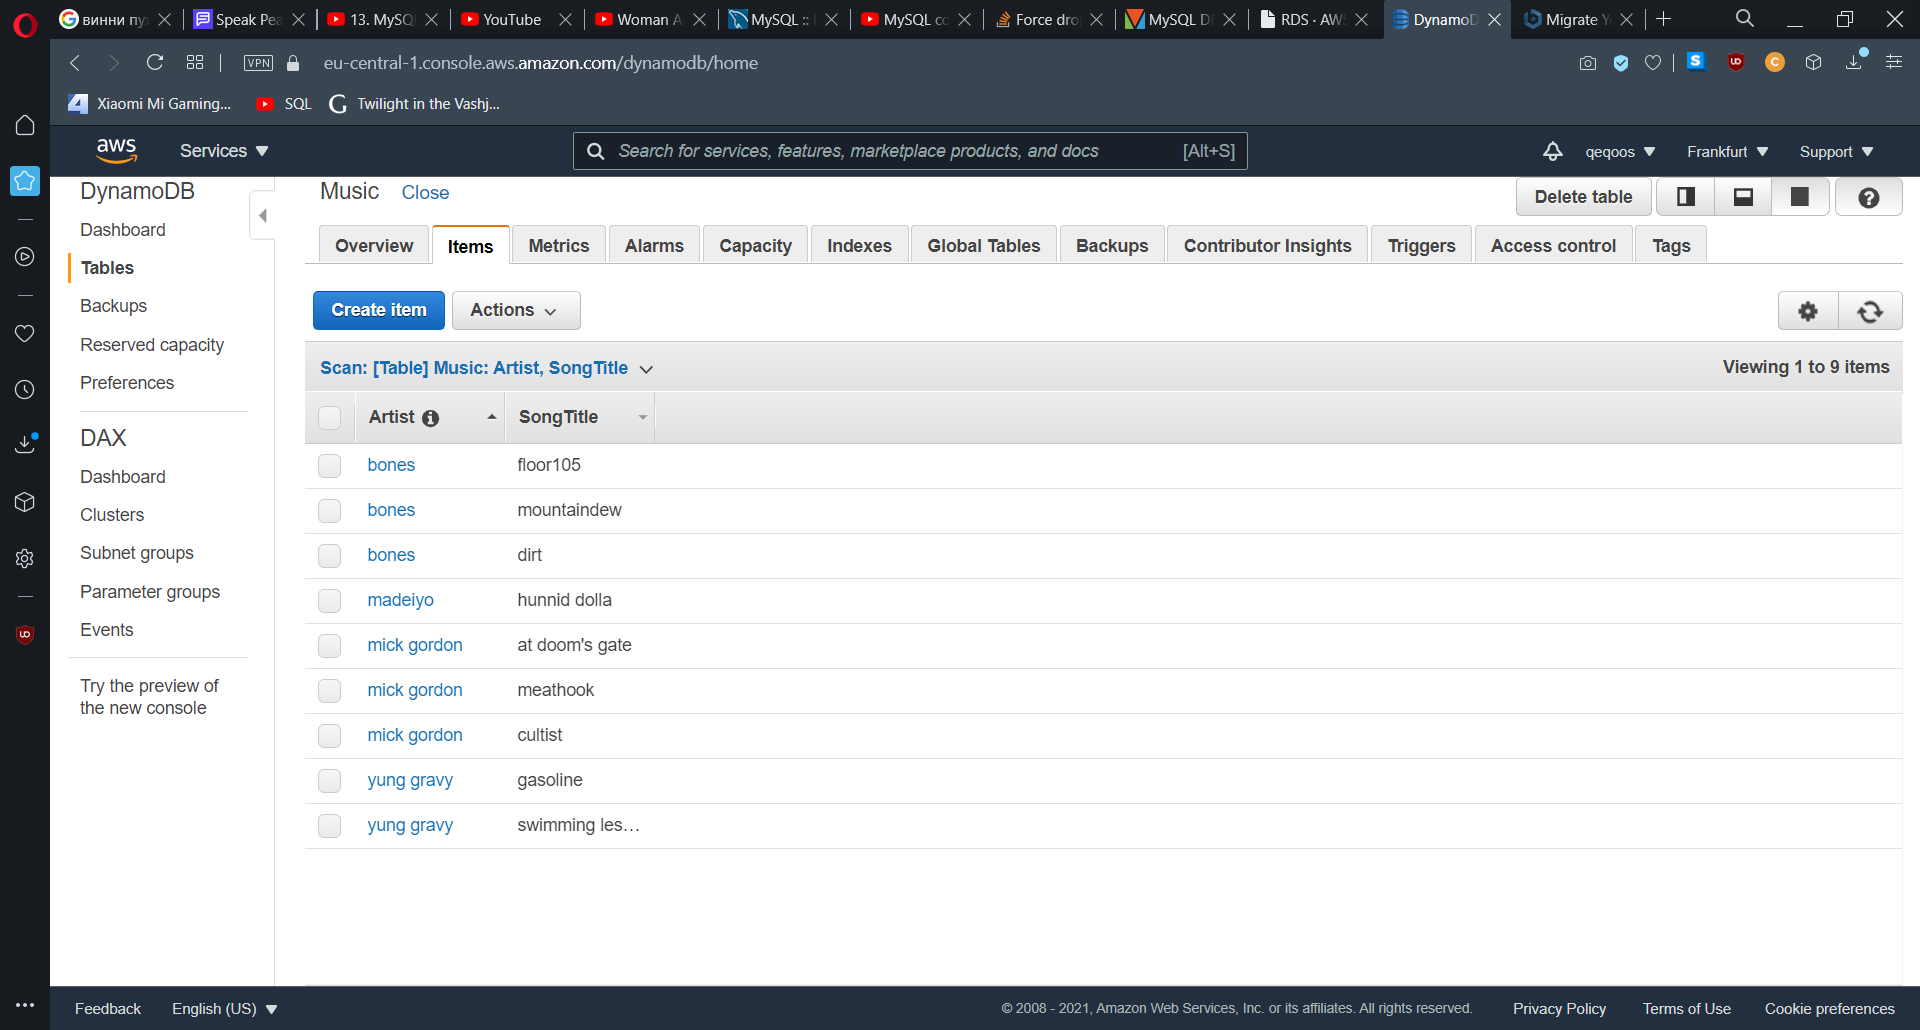 винни пу
Speak Pea
13. MySQ
YouTube
Woman A
MySQL ::
MySQL co
Force dro
MySQL D
RDS · AW
DynamoD
Migrate Y
VPN
eu-central-1.console.aws.amazon.com/dynamodb/home
Xiaomi Mi Gaming...
SQL
Twilight in the Vashj...
aws
Services
Search for services, features, marketplace products, and docs
[Alt+S]
qeqoos
Frankfurt
Support
DynamoDB
Dashboard
Tables
Backups
Reserved capacity
Preferences
DAX
Dashboard
Clusters
Subnet groups
Parameter groups
Events
Try the preview of
the new console
Music Close
Delete table
Overview
Items
Metrics
Alarms
Capacity
Indexes
Global Tables
Backups
Contributor Insights
Triggers
Access control
Tags
Create item
Actions
Scan: [Table] Music: Artist, SongTitle
Viewing 1 to 9 items
Artist SongTitle
bones floor105
bones mountaindew
bones dirt
madeiyo hunnid dolla
mick gordon at doom's gate
mick gordon meathook
mick gordon cultist
yung gravy gasoline
yung gravy swimming les...
Feedback
English (US)
© 2008 - 2021, Amazon Web Services, Inc. or its affiliates. All rights reserved.
Privacy Policy
Terms of Use
Cookie preferences